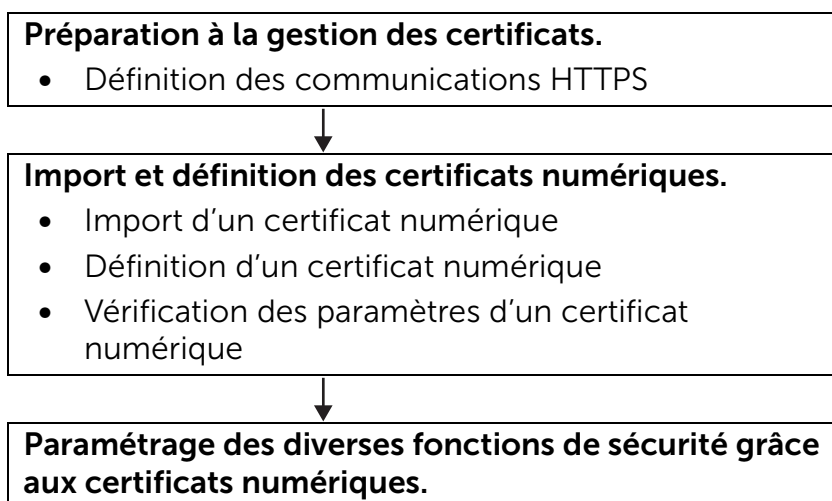 Préparation à la gestion des certificats.
• Définition des communications HTTPS
Import et définition des certificats numériques.
• Import d’un certificat numérique
• Définition d’un certificat numérique
• Vérification des paramètres d’un certificat
numérique
Paramétrage des diverses fonctions de sécurité grâce
aux certificats numériques.